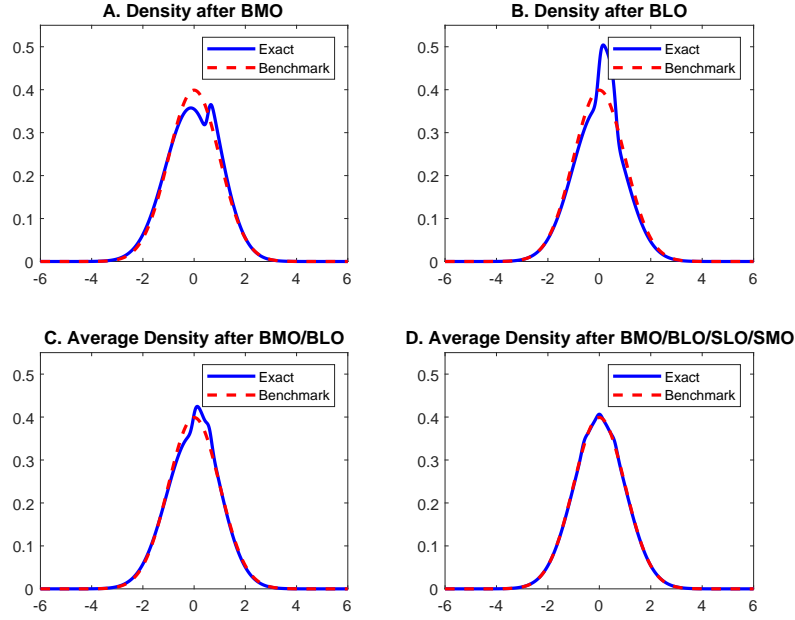 A. Density after BMO
0.5
0.4
0.3
0.2
0.1
0
-6 -4 -2 0 2 4 6
Exact
Benchmark
B. Density after BLO
0.5
0.4
0.3
0.2
0.1
0
-6 -4 -2 0 2 4 6
Exact
Benchmark
C. Average Density after BMO/BLO
0.5
0.4
0.3
0.2
0.1
0
-6 -4 -2 0 2 4 6
Exact
Benchmark
D. Average Density after BMO/BLO/SLO/SMO
0.5
0.4
0.3
0.2
0.1
0
-6 -4 -2 0 2 4 6
Exact
Benchmark